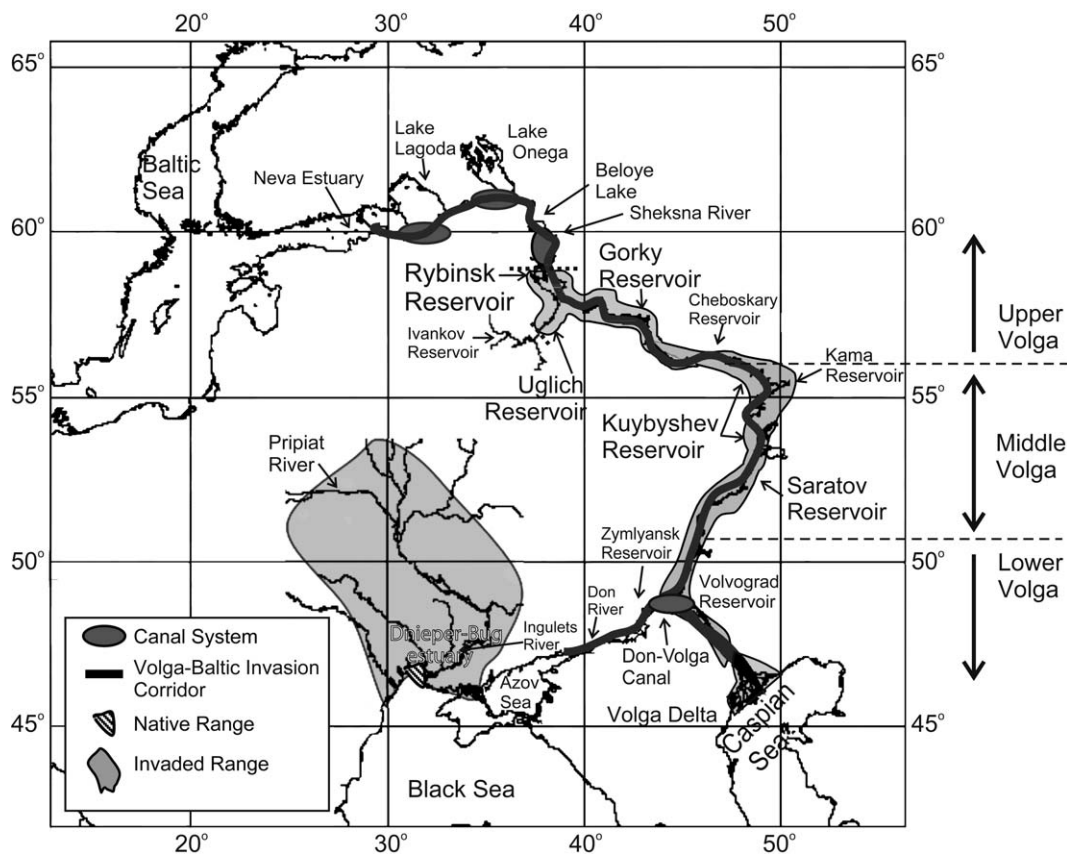 20°
30°
40°
50°
65°
65°
Lake
Lagoda
Lake
Onega
Baltic
Sea
Neva Estuary
Beloye
Lake
Sheksna River
60°
60°
Rybinsk
Reservoir
Gorky
Reservoir
Cheboskary
Reservoir
Upper
Volga
Ivankov
Reservoir
Kama
Reservoir
Uglich
Reservoir
55°
55°
Kuybyshev
Reservoir
Pripiat
River
Middle
Volga
Saratov
Reservoir
Zymlyansk
Reservoir
50°
50°
Lower
Volga
Volvograd
Reservoir
Don
River
Canal System
Dnieper-Bug
estuary
Ingulets
River
Don-Volga
Canal
Volga-Baltic Invasion
Corridor
Azov
Sea
Volga Delta
Caspian
Sea
Native Range
45°
45°
Invaded Range
Black Sea
20°
30°
40°
50°